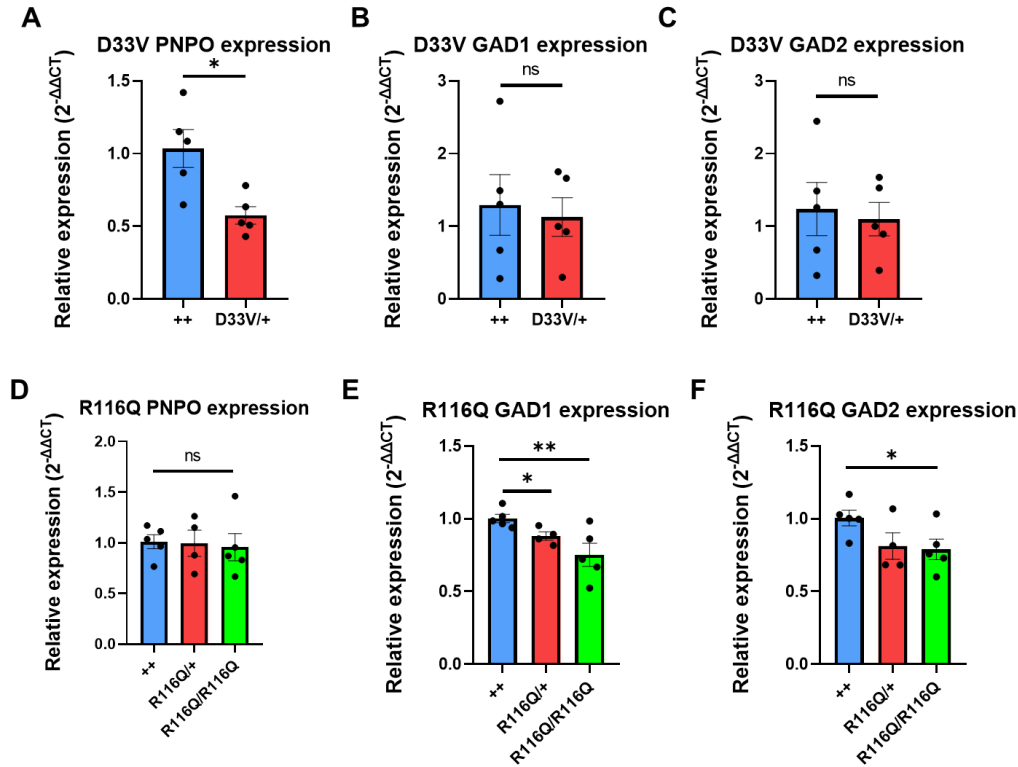 A
D33V PNPO expression
Relative expression (2^-ΔΔCT)
1.5
1.0
0.5
0.0
*
++
D33V/+
B
D33V GAD1 expression
Relative expression (2^-ΔΔCT)
3
2
1
0
ns
++
D33V/+
C
D33V GAD2 expression
Relative expression (2^-ΔΔCT)
3
2
1
0
ns
++
D33V/+
D
R116Q PNPO expression
Relative expression (2^-ΔΔCT)
2.0
1.5
1.0
0.5
0.0
ns
++
R116Q/+
R116Q/R116Q
E
R116Q GAD1 expression
Relative expression (2^-ΔΔCT)
1.5
1.0
0.5
0.0
**
*
++
R116Q/+
R116Q/R116Q
F
R116Q GAD2 expression
Relative expression (2^-ΔΔCT)
1.5
1.0
0.5
0.0
*
++
R116Q/+
R116Q/R116Q